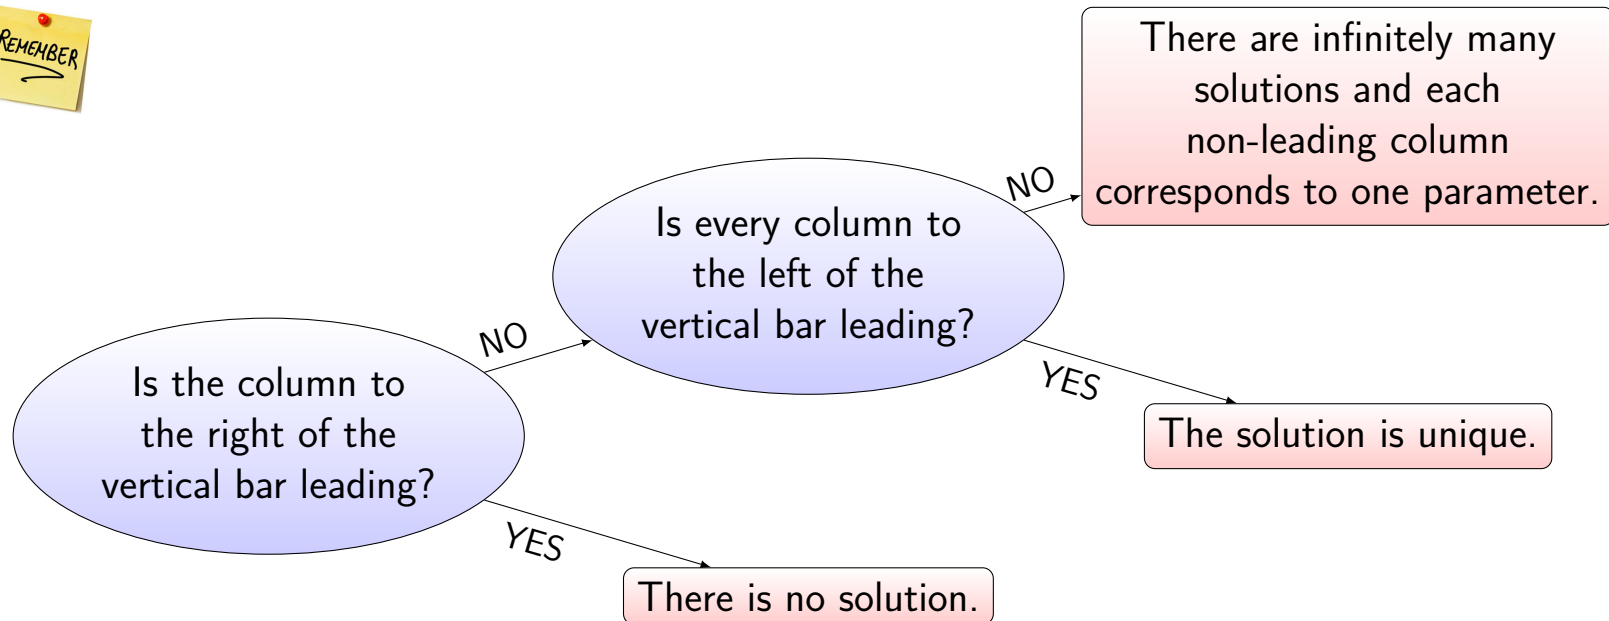 REMEMBER
There are infinitely many
solutions and each
non-leading column
corresponds to one parameter.
NO
Is every column to
the left of the
vertical bar leading?
NO
YES
Is the column to
the right of the
vertical bar leading?
The solution is unique.
YES
There is no solution.